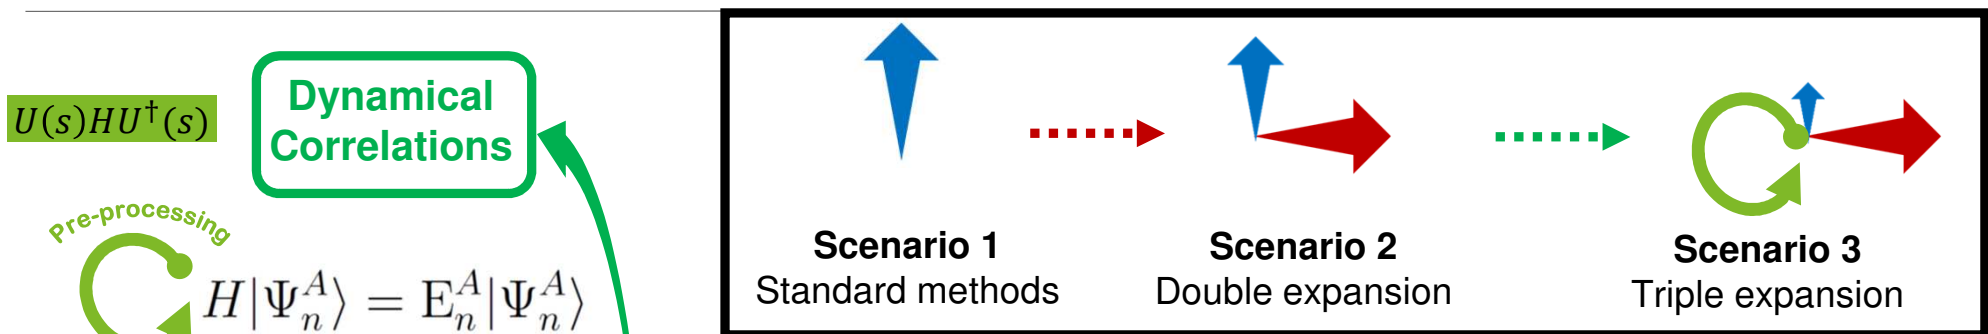 U(s)HU†(s)
Dynamical
Correlations
Pre-processing
H|Ψ_n^A⟩ = E_n^A|Ψ_n^A⟩
Scenario 1
Standard methods
Scenario 2
Double expansion
Scenario 3
Triple expansion